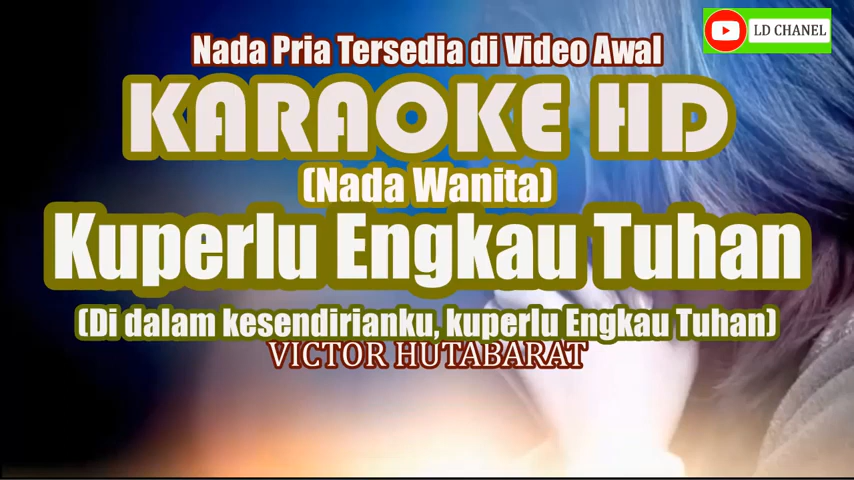 LD CHANEL
Nada Pria Tersedia di Video Awal
KARAOKE HD
(Nada Wanita)
Kuperlu Engkau Tuhan
(Di dalam kesendirianku, kuperlu Engkau Tuhan)
VICTOR HUTABARAT